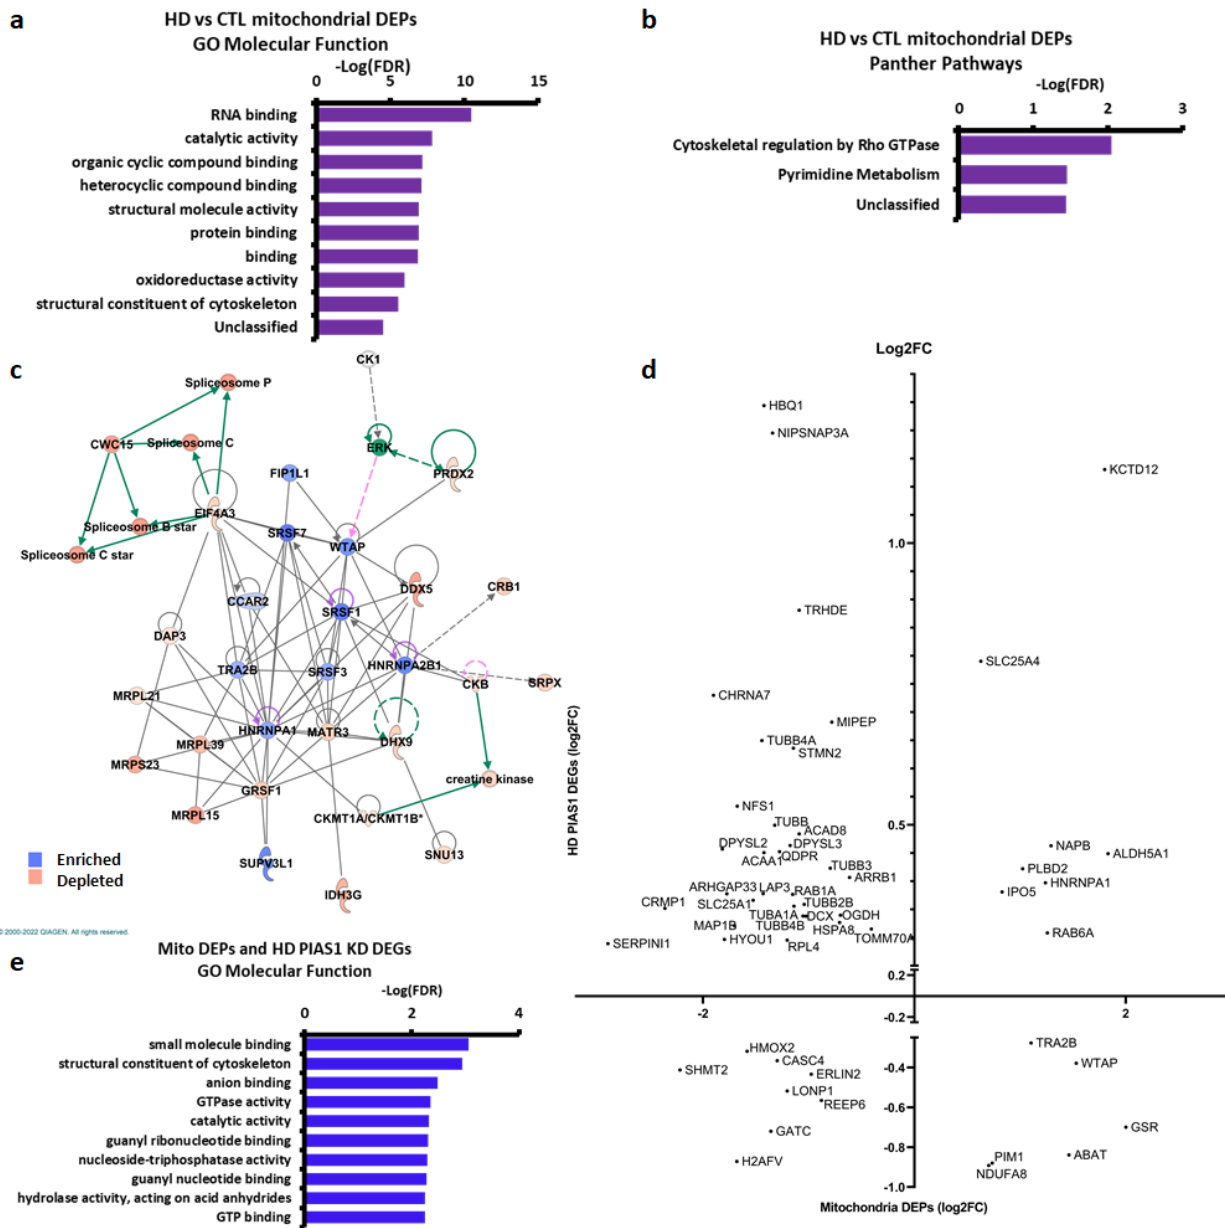 a
HD vs CTL mitochondrial DEPs
GO Molecular Function
-Log(FDR)
0 5 10 15
RNA binding
catalytic activity
organic cyclic compound binding
heterocyclic compound binding
structural molecule activity
protein binding
binding
oxidoreductase activity
structural constituent of cytoskeleton
Unclassified
b
HD vs CTL mitochondrial DEPs
Panther Pathways
-Log(FDR)
0 1 2 3
Cytoskeletal regulation by Rho GTPase
Pyrimidine Metabolism
Unclassified
c
CK1
Spliceosome P
CWC15
Spliceosome C
ERK
PRDX2
FIP1L1
EIF4A3
Spliceosome B star
SRSF7
WTAP
Spliceosome C star
DDX5
CRB1
CCAR2
SRSF1
DAP3
TRA2B
SRSF3
HNRNPA2B1
CKB
SRPX
MRPL21
HNRNPA1
MATR3
DHX9
MRPL39
MRPS23
creatine kinase
GRSF1
MRPL15
CKMT1A/CKMT1B*
SNU13
SUPV3L1
IDH3G
Enriched
Depleted
© 2000-2022 QIAGEN. All rights reserved.
d
Log2FC
HD PIAS1 DEGs (log2FC)
HBQ1
NIPSNAP3A
KCTD12
1.0
TRHDE
SLC25A4
CHRNA7
MIPEP
TUBB4A
STMN2
NFS1
TUBB
0.5
ACAD8
DPYSL2
DPYSL3
NAPB
ACAA1
QDPR
ALDH5A1
TUBB3
PLBD2
ARRB1
HNRNPA1
ARHGAP33
LAP3
RAB1A
IPO5
CRMP1
SLC25A1
TUBB2B
TUBA1A
DCX
OGDH
MAP1B
TUBB4B
HSPA8
RAB6A
SERPINI1
HYOU1
RPL4
TOMM70A
0.2
-2
2
-0.2
HMOX2
TRA2B
CASC4
WTAP
SHMT2
ERLIN2
-0.4
LONP1
REEP6
-0.6
GATC
GSR
H2AFV
-0.8
PIM1
ABAT
NDUFA8
-1.0
Mitochondria DEPs (log2FC)
e
Mito DEPs and HD PIAS1 KD DEGs
GO Molecular Function
-Log(FDR)
0 2 4
small molecule binding
structural constituent of cytoskeleton
anion binding
GTPase activity
catalytic activity
guanyl ribonucleotide binding
nucleoside-triphosphatase activity
guanyl nucleotide binding
hydrolase activity, acting on acid anhydrides
GTP binding